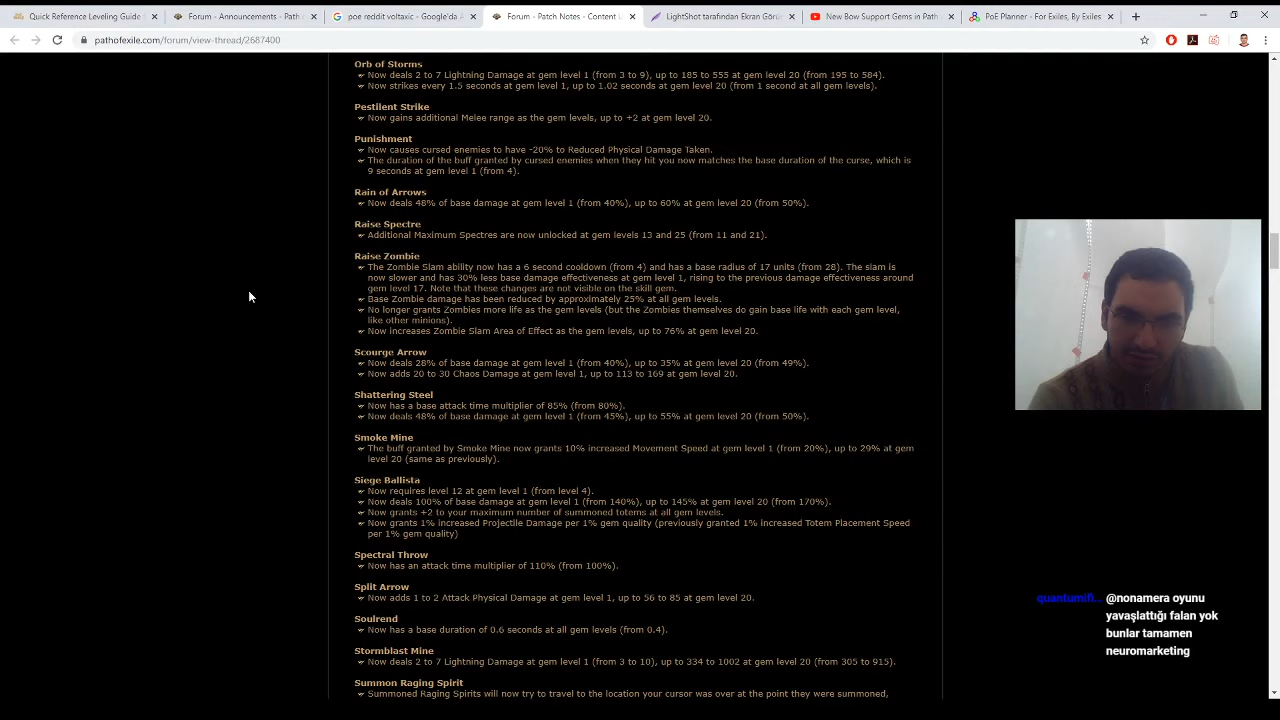 Quick Reference Leveling Guide
Forum - Announcements - Path
poe reddit voltaxic - Google'da A
Forum - Patch Notes - Content U
LightShot tarafından Ekran Görün
New Bow Support Gems in Path
PoE Planner - For Exiles, By Exiles
pathofexile.com/forum/view-thread/2687400
Orb of Storms
Now deals 2 to 7 Lightning Damage at gem level 1 (from 3 to 9), up to 185 to 555 at gem level 20 (from 195 to 584).
Now strikes every 1.5 seconds at gem level 1, up to 1.02 seconds at gem level 20 (from 1 second at all gem levels).
Pestilent Strike
Now gains additional Melee range as the gem levels, up to +2 at gem level 20.
Punishment
Now causes cursed enemies to have -20% to Reduced Physical Damage Taken.
The duration of the buff granted by cursed enemies when they hit you now matches the base duration of the curse, which is
9 seconds at gem level 1 (from 4).
Rain of Arrows
Now deals 48% of base damage at gem level 1 (from 40%), up to 60% at gem level 20 (from 50%).
Raise Spectre
Additional Maximum Spectres are now unlocked at gem levels 13 and 25 (from 11 and 21).
Raise Zombie
The Zombie Slam ability now has a 6 second cooldown (from 4) and has a base radius of 17 units (from 28). The slam is
now slower and has 30% less base damage effectiveness at gem level 1, rising to the previous damage effectiveness around
gem level 17. Note that these changes are not visible on the skill gem.
Base Zombie damage has been reduced by approximately 25% at all gem levels.
No longer grants Zombies more life as the gem levels (but the Zombies themselves do gain base life with each gem level,
like other minions).
Now increases Zombie Slam Area of Effect as the gem levels, up to 76% at gem level 20.
Scourge Arrow
Now deals 28% of base damage at gem level 1 (from 40%), up to 35% at gem level 20 (from 49%).
Now adds 20 to 30 Chaos Damage at gem level 1, up to 113 to 169 at gem level 20.
Shattering Steel
Now has a base attack time multiplier of 85% (from 80%).
Now deals 48% of base damage at gem level 1 (from 45%), up to 55% at gem level 20 (from 50%).
Smoke Mine
The buff granted by Smoke Mine now grants 10% increased Movement Speed at gem level 1 (from 20%), up to 29% at gem
level 20 (same as previously).
Siege Ballista
Now requires level 12 at gem level 1 (from level 4).
Now deals 100% of base damage at gem level 1 (from 140%), up to 145% at gem level 20 (from 170%).
Now grants +2 to your maximum number of summoned totems at all gem levels.
Now grants 1% increased Projectile Damage per 1% gem quality (previously granted 1% increased Totem Placement Speed
per 1% gem quality)
Spectral Throw
Now has an attack time multiplier of 110% (from 100%).
Split Arrow
Now adds 1 to 2 Attack Physical Damage at gem level 1, up to 56 to 85 at gem level 20.
Soulrend
Now has a base duration of 0.6 seconds at all gem levels (from 0.4).
Stormblast Mine
Now deals 2 to 7 Lightning Damage at gem level 1 (from 3 to 10), up to 334 to 1002 at gem level 20 (from 305 to 915).
Summon Raging Spirit
Summoned Raging Spirits will now try to travel to the location your cursor was over at the point they were summoned,
quantumifi... @nonamera oyunu
yavaşlattığı falan yok
bunlar tamamen
neuromarketing